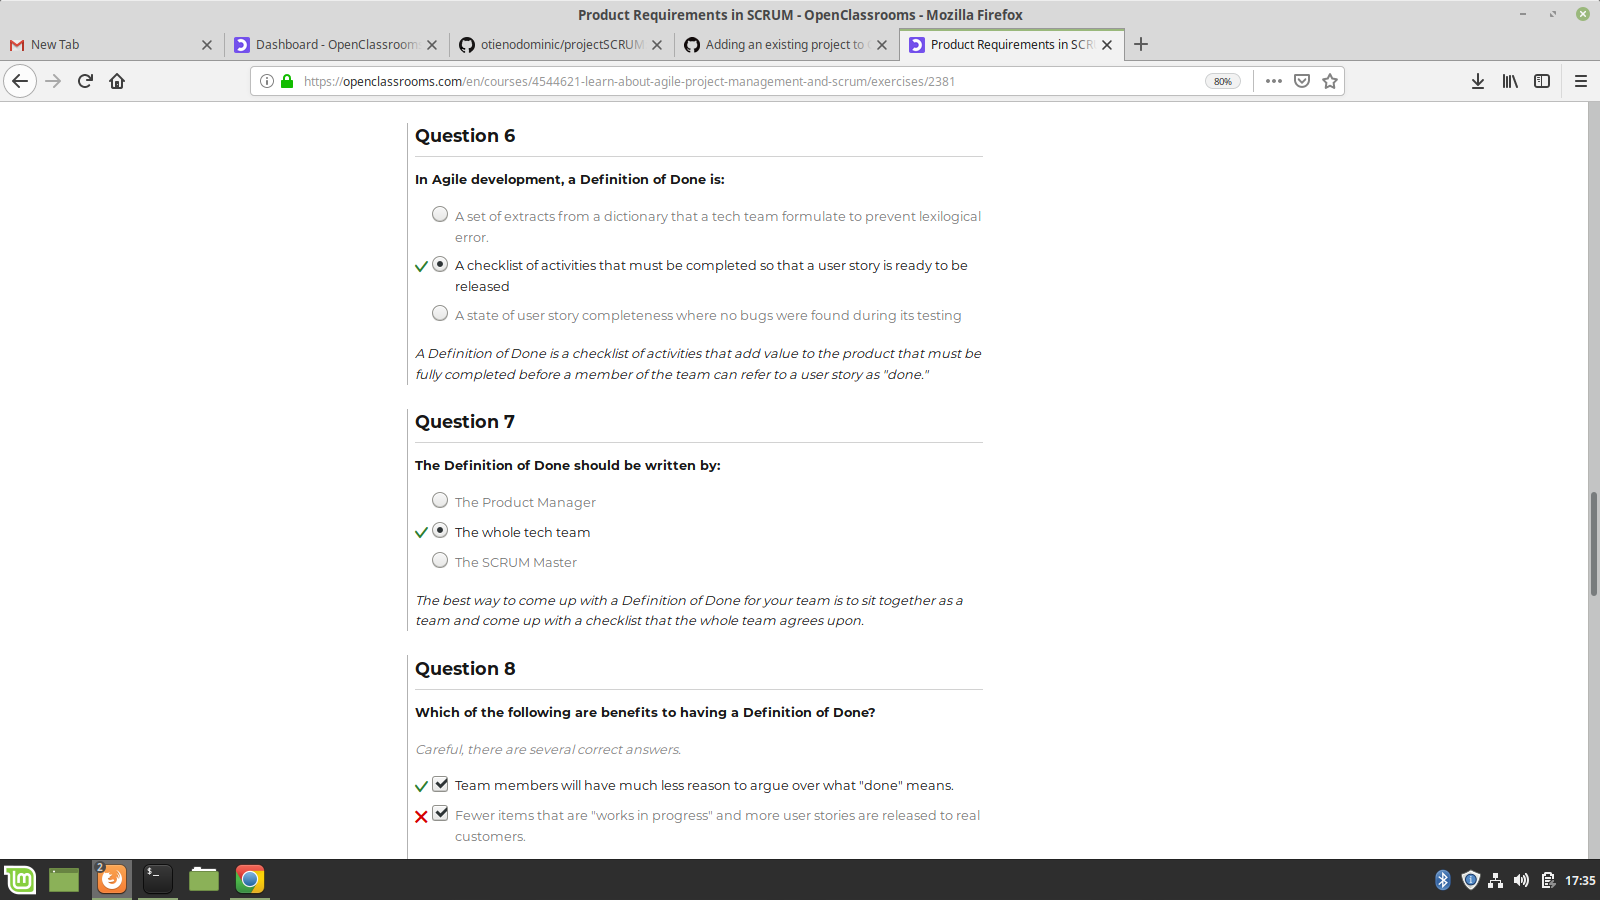 Product Requirements in SCRUM - OpenClassrooms - Mozilla Firefox
New Tab
Dashboard - OpenClassroom
otienodominic/projectSCRUM
Adding an existing project to
Product Requirements in SCR
https://openclassrooms.com/en/courses/4544621-learn-about-agile-project-management-and-scrum/exercises/2381
80%
Question 6
In Agile development, a Definition of Done is:
A set of extracts from a dictionary that a tech team formulate to prevent lexilogical
error.
A checklist of activities that must be completed so that a user story is ready to be
released
A state of user story completeness where no bugs were found during its testing
A Definition of Done is a checklist of activities that add value to the product that must be
fully completed before a member of the team can refer to a user story as "done."
Question 7
The Definition of Done should be written by:
The Product Manager
The whole tech team
The SCRUM Master
The best way to come up with a Definition of Done for your team is to sit together as a
team and come up with a checklist that the whole team agrees upon.
Question 8
Which of the following are benefits to having a Definition of Done?
Careful, there are several correct answers.
Team members will have much less reason to argue over what "done" means.
Fewer items that are "works in progress" and more user stories are released to real
customers.
2
$_
17:35